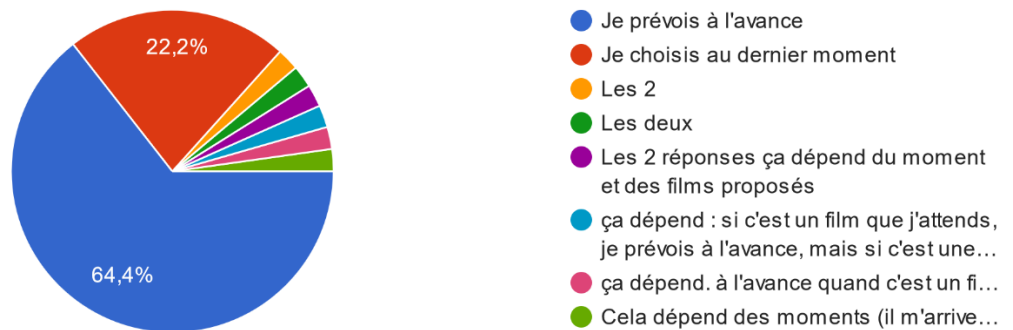 22,2%
64,4%
Je prévois à l'avance
Je choisis au dernier moment
Les 2
Les deux
Les 2 réponses ça dépend du moment
et des films proposés
ça dépend : si c'est un film que j'attends,
je prévois à l'avance, mais si c'est une…
ça dépend. à l'avance quand c'est un fi…
Cela dépend des moments (il m'arrive…